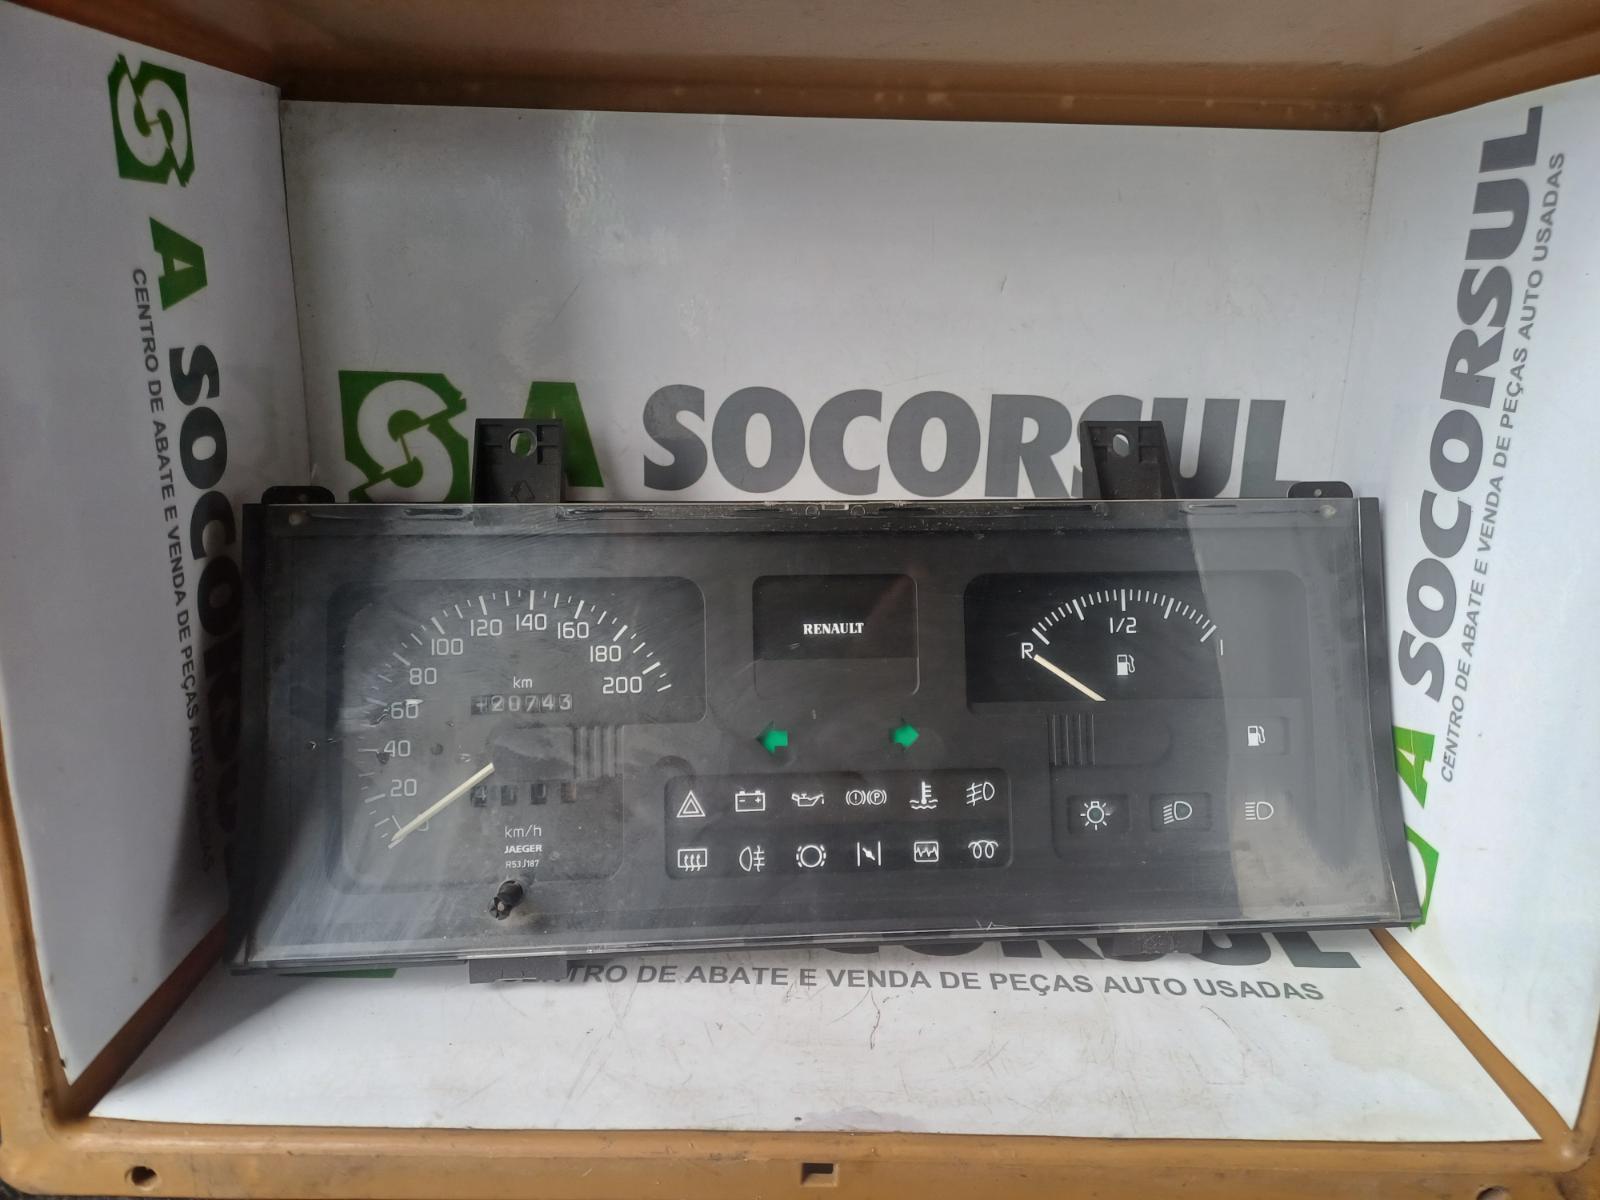 S A SOCORSUL
CENTRO DE ABATE E VENDA DE PEÇAS AUTO USADAS
S A SOCORSUL
A SOCORSUL
CENTRO DE ABATE E VENDA DE PEÇAS AUTO USADAS
20 40 60 80 100 120 140 160 180 200
km
20743
km/h
JAEGER
R53J187
RENAULT
R 1/2 1
CENTRO DE ABATE E VENDA DE PEÇAS AUTO USADAS